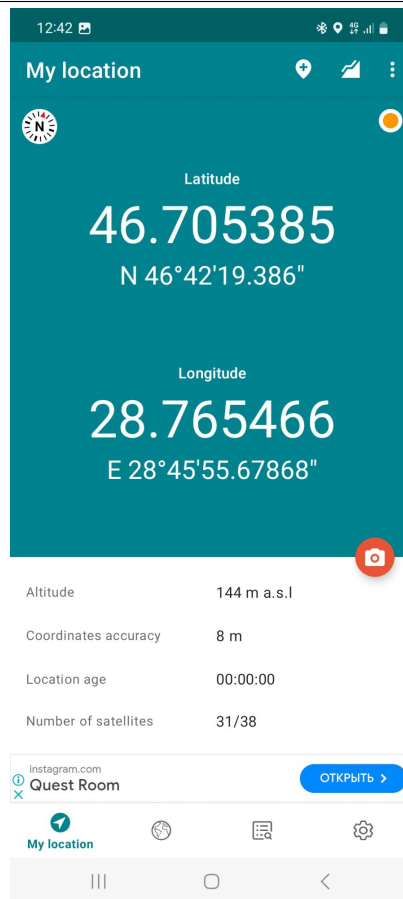 12:42
4G
My location
N
Latitude
46.705385
N 46°42'19.386"
Longitude
28.765466
E 28°45'55.67868"
Altitude 144 m a.s.l
Coordinates accuracy 8 m
Location age 00:00:00
Number of satellites 31/38
instagram.com
Quest Room
ОТКРЫТЬ
My location